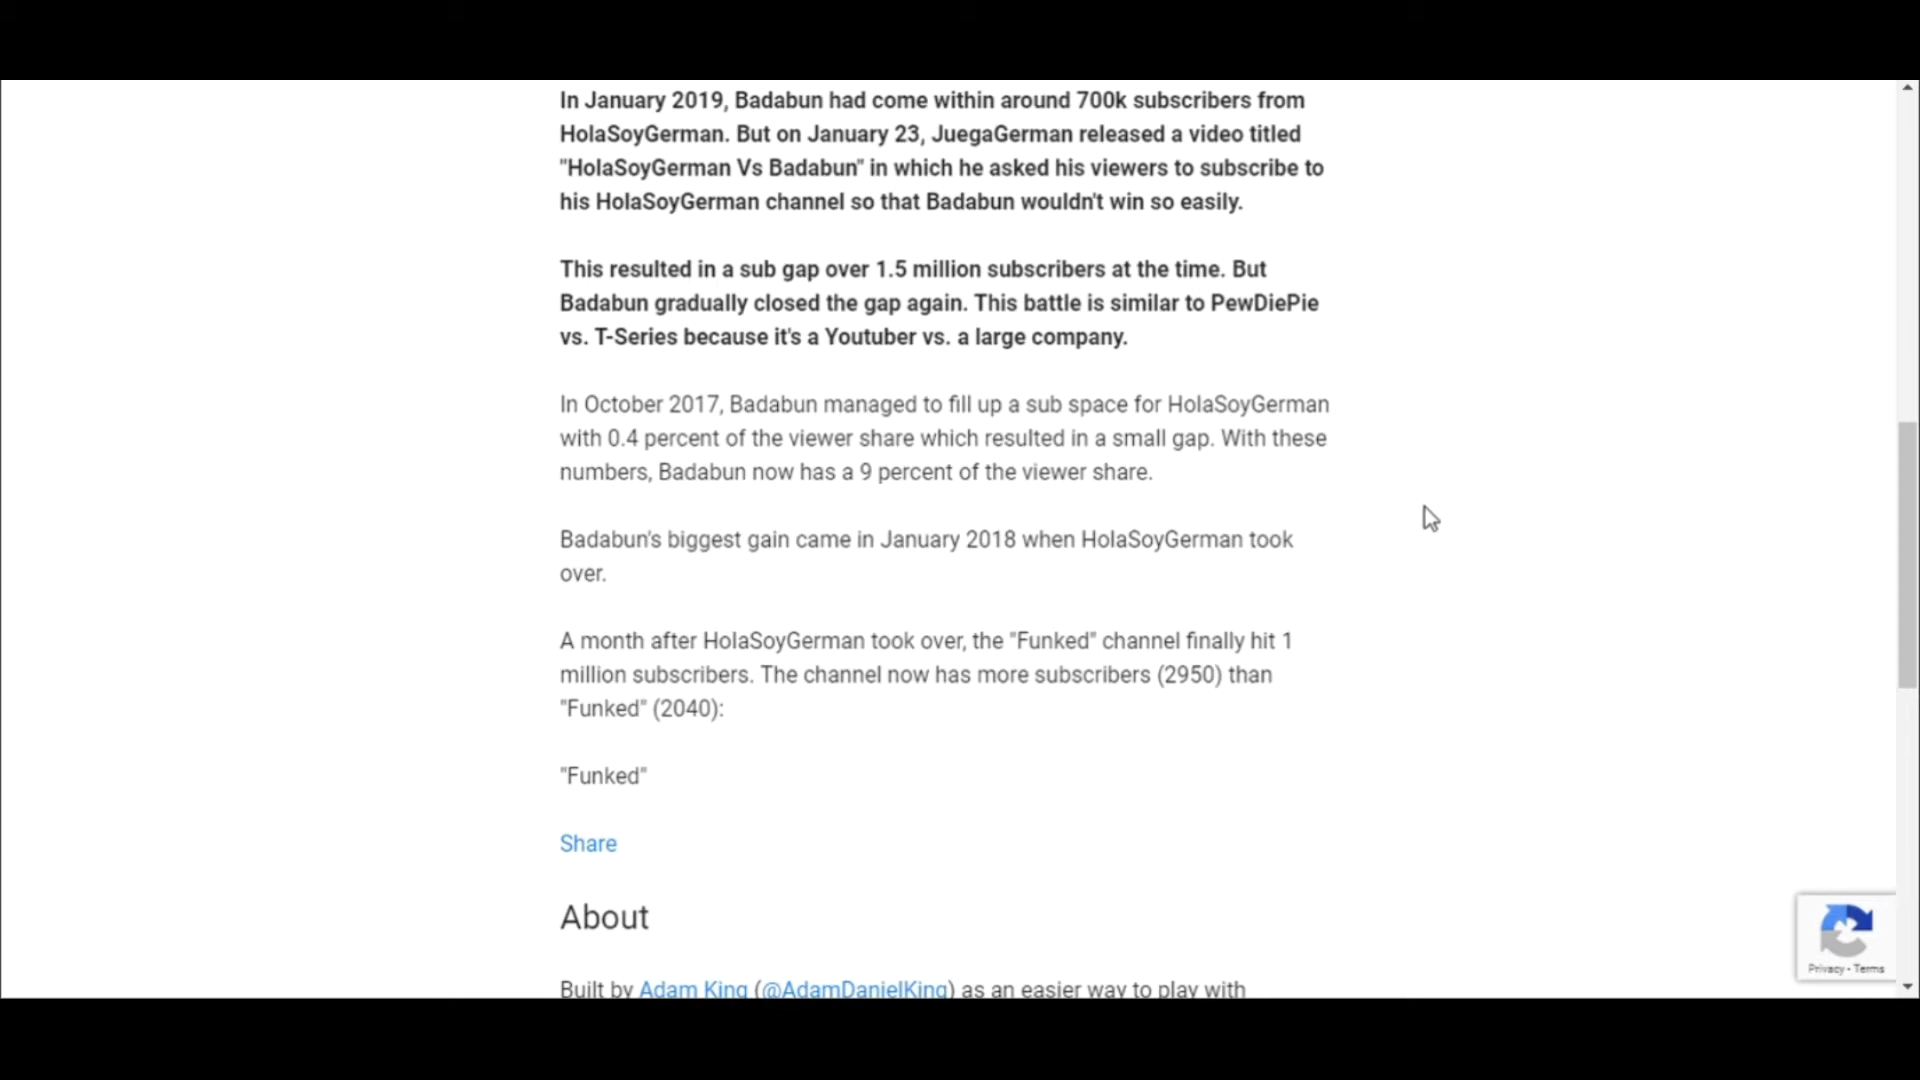 In January 2019, Badabun had come within around 700k subscribers from
HolaSoyGerman. But on January 23, JuegaGerman released a video titled
"HolaSoyGerman Vs Badabun" in which he asked his viewers to subscribe to
his HolaSoyGerman channel so that Badabun wouldn't win so easily.
This resulted in a sub gap over 1.5 million subscribers at the time. But
Badabun gradually closed the gap again. This battle is similar to PewDiePie
vs. T-Series because it's a Youtuber vs. a large company.
In October 2017, Badabun managed to fill up a sub space for HolaSoyGerman
with 0.4 percent of the viewer share which resulted in a small gap. With these
numbers, Badabun now has a 9 percent of the viewer share.
Badabun's biggest gain came in January 2018 when HolaSoyGerman took
over.
A month after HolaSoyGerman took over, the "Funked" channel finally hit 1
million subscribers. The channel now has more subscribers (2950) than
"Funked" (2040):
"Funked"
Share
About
Built by Adam King (@AdamDanielKing) as an easier way to play with
Privacy - Terms